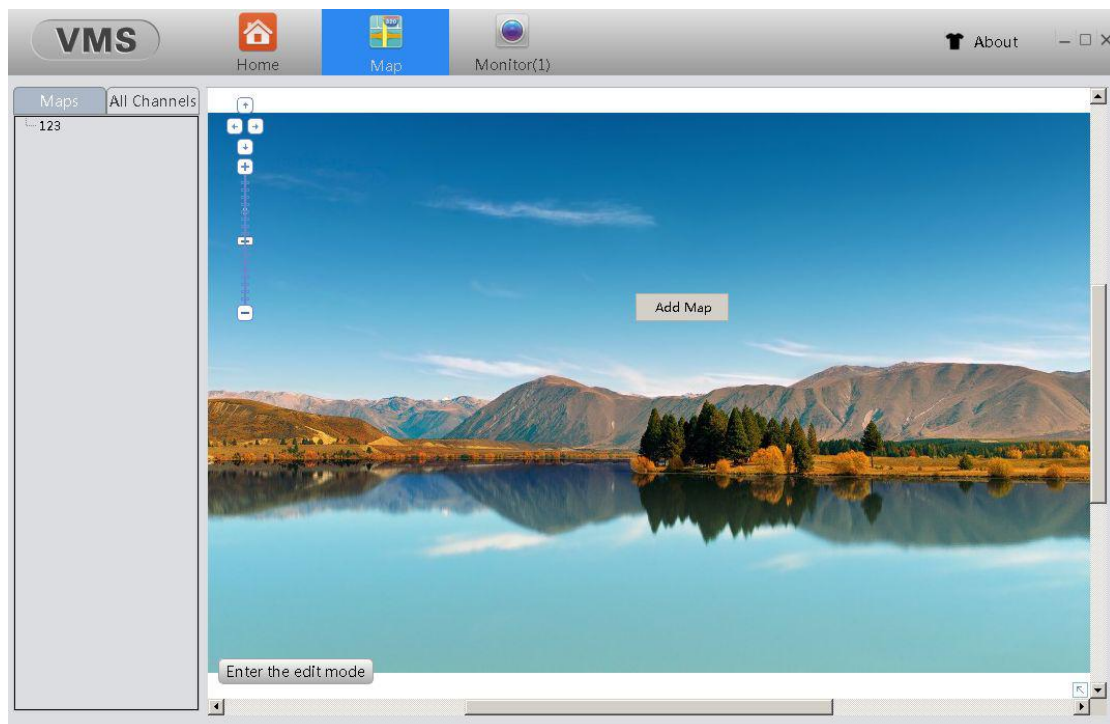 VMS
Home
Map
Monitor(1)
About
Maps
All Channels
123
Add Map
Enter the edit mode